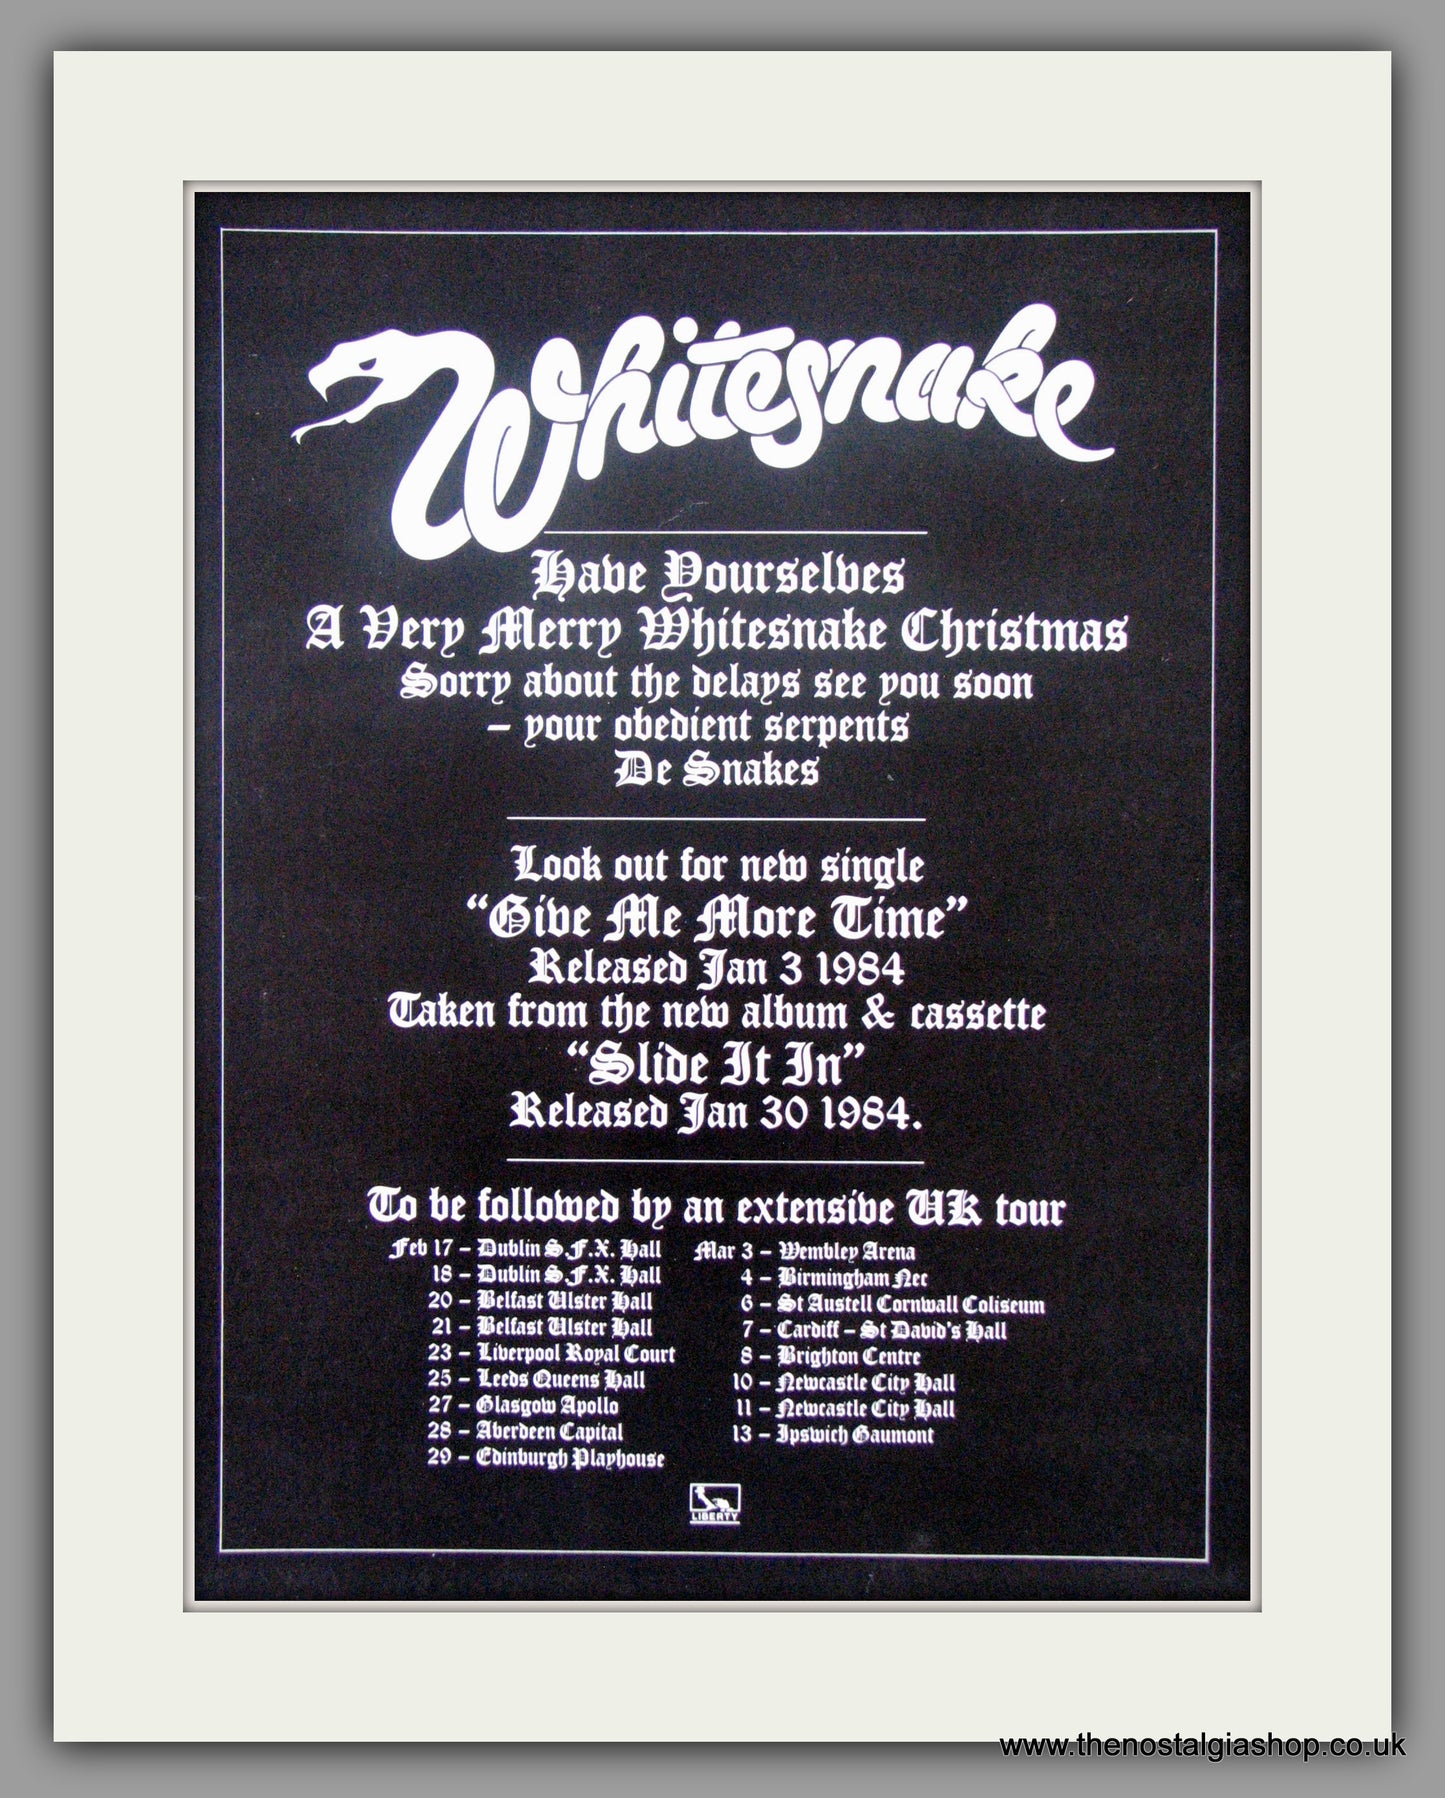 Whitesnake
Have Yourselves
A Very Merry Whitesnake Christmas
Sorry about the delays see you soon
– your obedient serpents
De Snakes
Look out for new single
“Give Me More Time”
Released Jan 3 1984
Taken from the new album & cassette
“Slide It In”
Released Jan 30 1984.
To be followed by an extensive UK tour
Feb 17 – Dublin S.F.X. Hall
18 – Dublin S.F.X. Hall
20 – Belfast Ulster Hall
21 – Belfast Ulster Hall
23 – Liverpool Royal Court
25 – Leeds Queens Hall
27 – Glasgow Apollo
28 – Aberdeen Capital
29 – Edinburgh Playhouse
Mar 3 – Wembley Arena
4 – Birmingham Nec
6 – St Austell Cornwall Coliseum
7 – Cardiff – St David's Hall
8 – Brighton Centre
10 – Newcastle City Hall
11 – Newcastle City Hall
13 – Ipswich Gaumont
LIBERTY
www.thenostalgiashop.co.uk